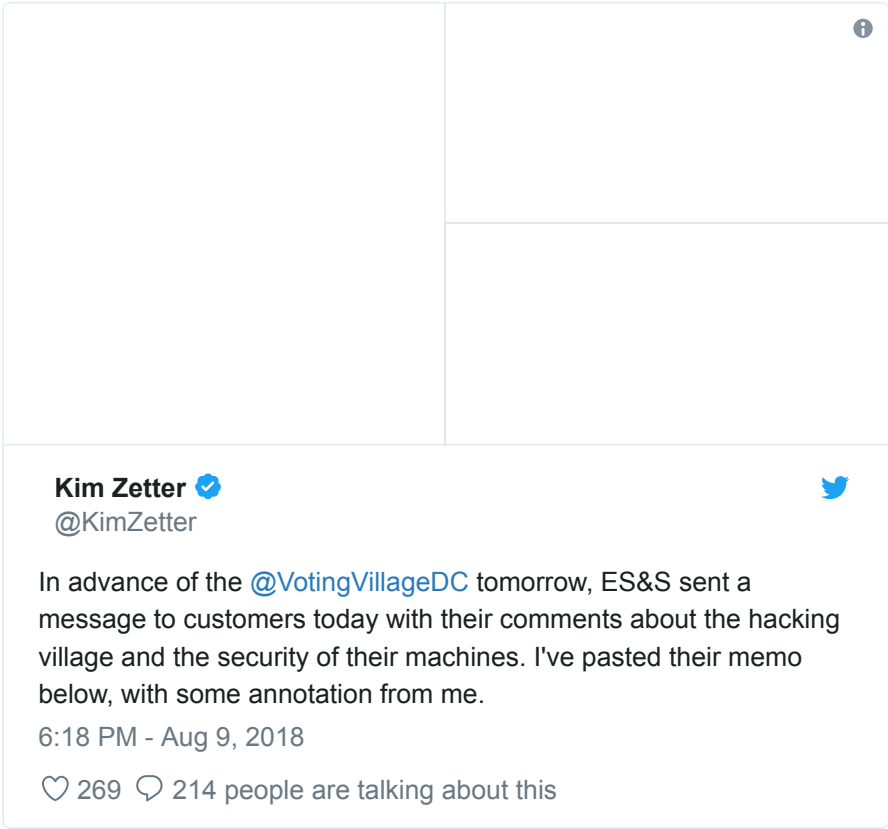 Kim Zetter
@KimZetter
In advance of the @VotingVillageDC tomorrow, ES&S sent a
message to customers today with their comments about the hacking
village and the security of their machines. I've pasted their memo
below, with some annotation from me.
6:18 PM - Aug 9, 2018
269 214 people are talking about this